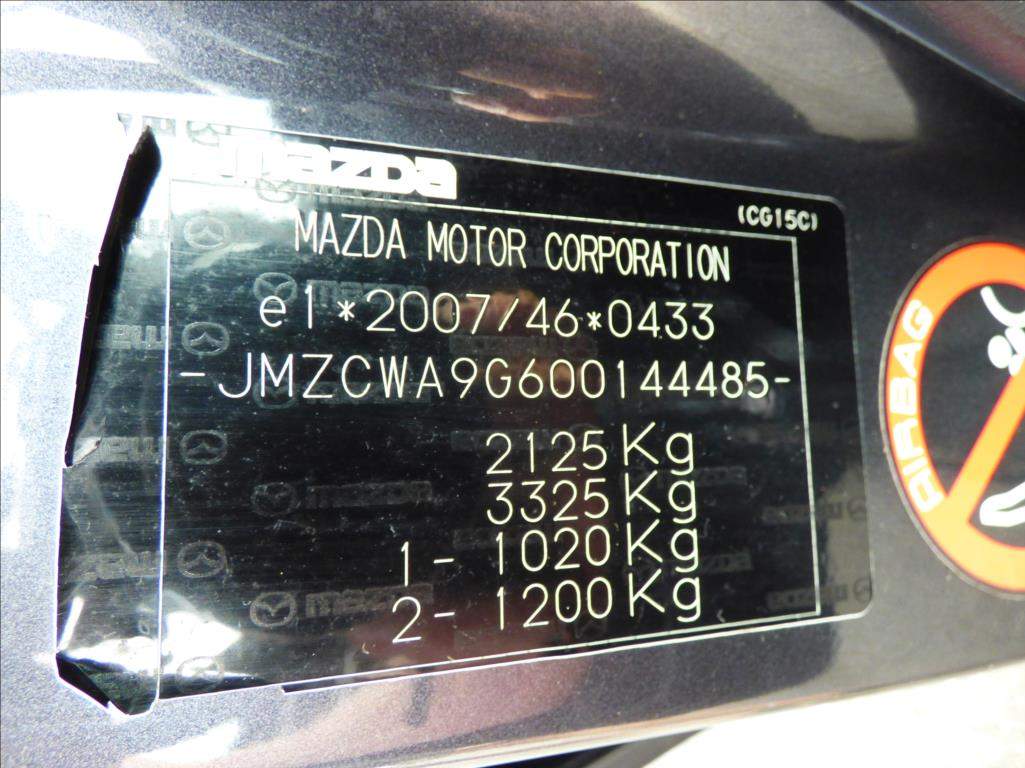 mazda
(CG15C)
MAZDA MOTOR CORPORATION
e1*2007/46*0433
-JMZCWA9G600144485-
2125Kg
3325Kg
1 - 1020Kg
2 - 1200Kg
AIRBAG